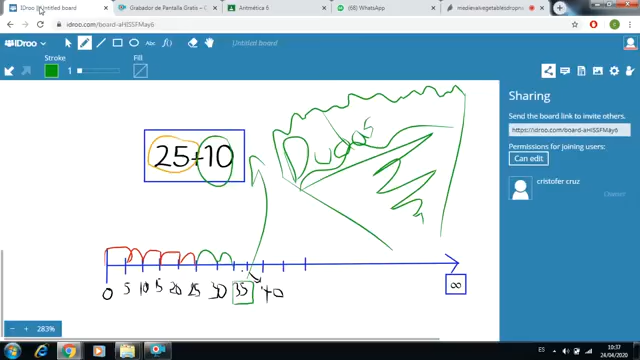 IDroo | Untitled board
Grabador de Pantalla Gratis -
Aritmética 6
(68) WhatsApp
idroo.com/board-aHISSFMAy6
Untitled board
Stroke
Fill
1
Sharing
Send the board link to invite others.
https://idroo.com/board-aHISSFMAy6
Permissions for joining users:
Can edit
cristofer cruz
Dudas
25+10
0 5 10 15 20 25 30 35 40
∞
283%
ES
10:37
24/04/2020